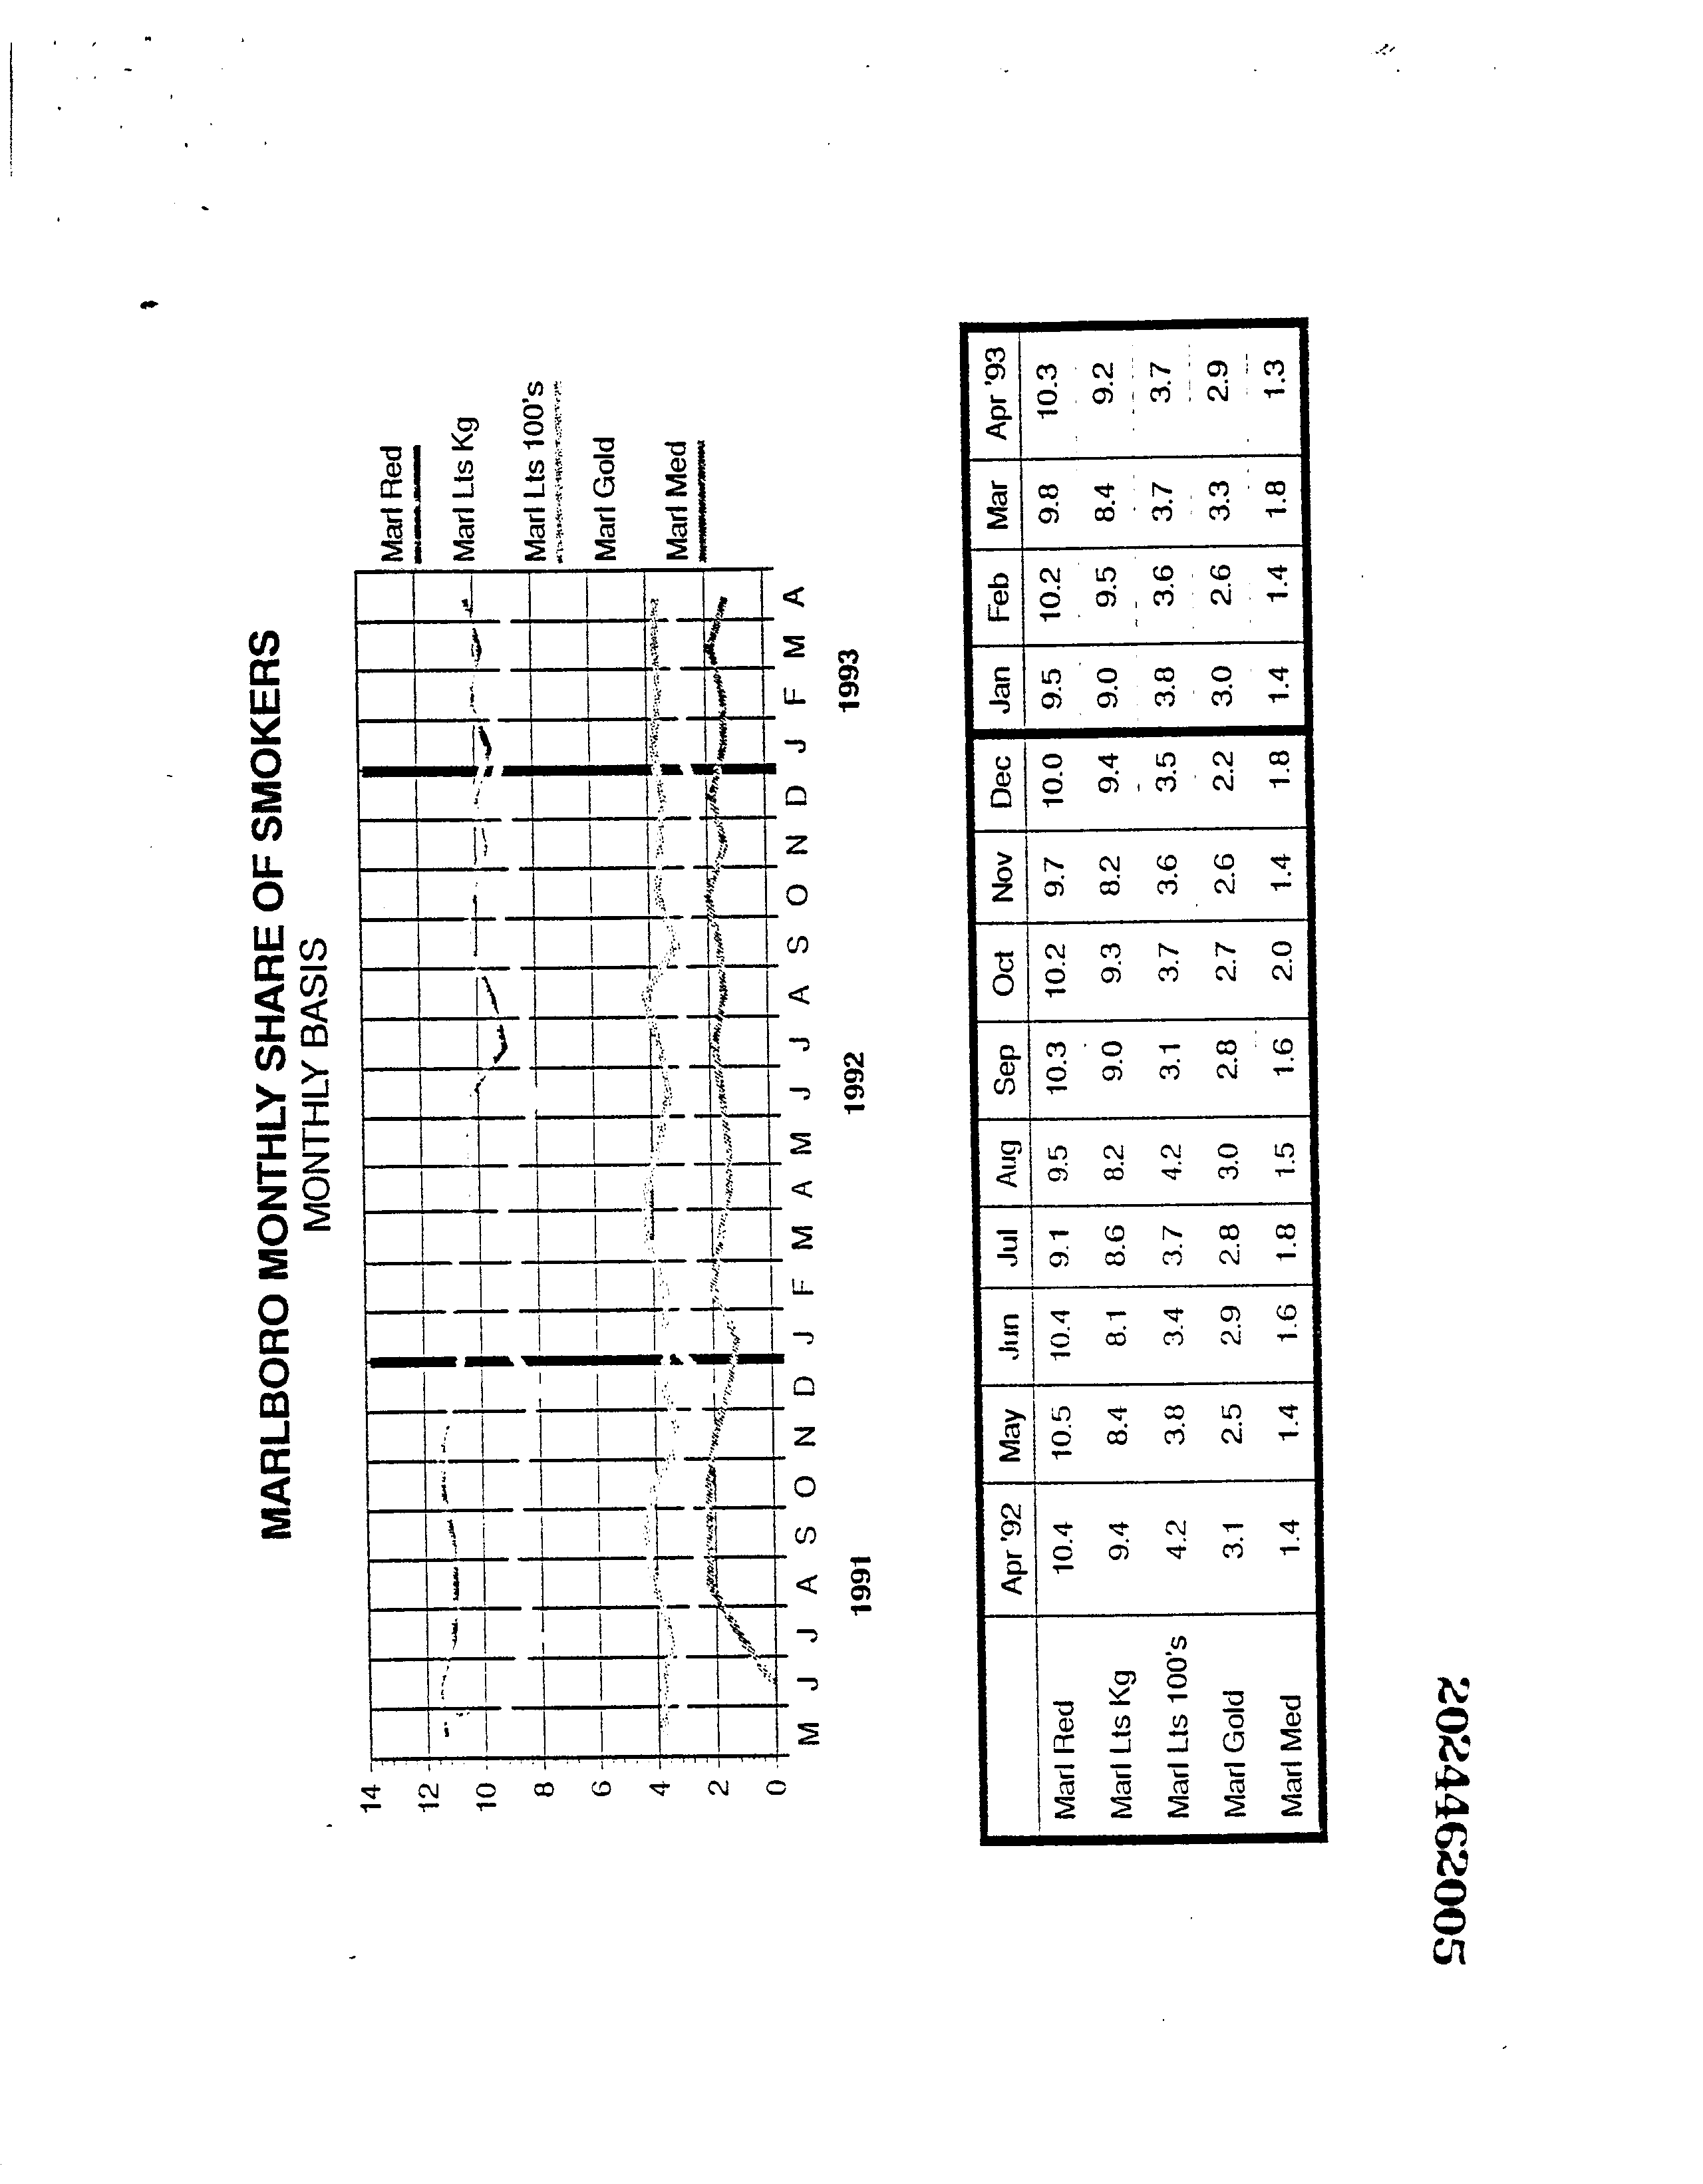 MARLBORO MONTHLY SHARE OF SMOKERS
MONTHLY BASIS
14
12
10
8
6
4
2
0
Marl Red
Marl Lts Kg
Marl Lts 100's
Marl Gold
Marl Med
M J J A S O N D J F M A M J J A S O N D J F M A
1991 1992 1993
Apr '92 May Jun Jul Aug Sep Oct Nov Dec Jan Feb Mar Apr '93
Marl Red 10.4 10.5 10.4 9.1 9.5 10.3 10.2 9.7 10.0 9.5 10.2 9.8 10.3
Marl Lts Kg 9.4 8.4 8.1 8.6 8.2 9.0 9.3 8.2 9.4 9.0 9.5 8.4 9.2
Marl Lts 100's 4.2 3.8 3.4 3.7 4.2 3.1 3.7 3.6 3.5 3.8 3.6 3.7 3.7
Marl Gold 3.1 2.5 2.9 2.8 3.0 2.8 2.7 2.6 2.2 3.0 2.6 3.3 2.9
Marl Med 1.4 1.4 1.6 1.8 1.5 1.6 2.0 1.4 1.8 1.4 1.4 1.8 1.3
2024462005